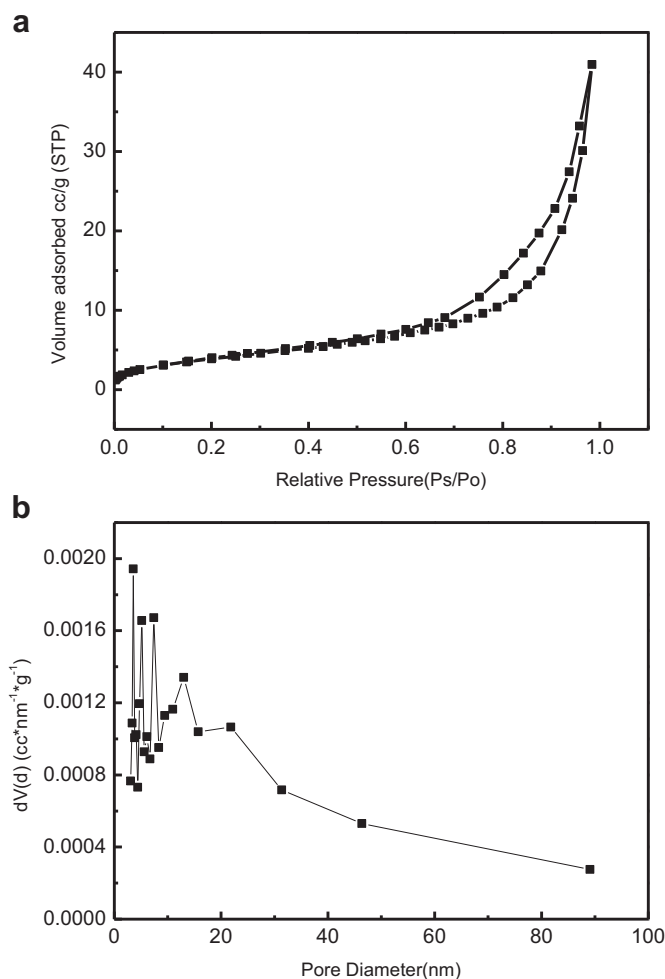 a
Volume adsorbed cc/g (STP)
40
30
20
10
0
0.0 0.2 0.4 0.6 0.8 1.0
Relative Pressure(Ps/Po)
b
dV(d) (cc*nm⁻¹*g⁻¹)
0.0020
0.0016
0.0012
0.0008
0.0004
0.0000
0 20 40 60 80 100
Pore Diameter(nm)